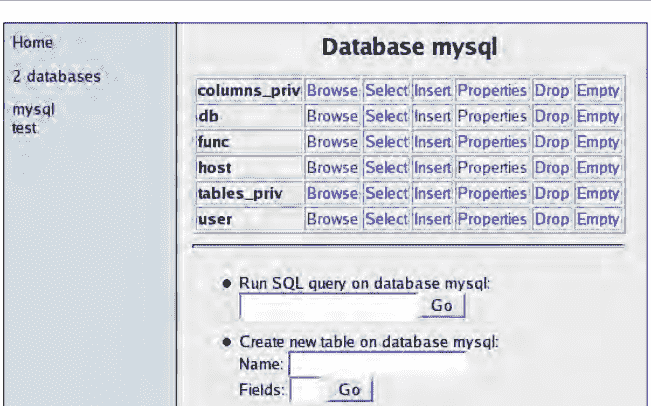 Home
2 databases
mysql
test
Database mysql
columns_priv Browse Select Insert Properties Drop Empty
db Browse Select Insert Properties Drop Empty
func Browse Select Insert Properties Drop Empty
host Browse Select Insert Properties Drop Empty
tables_priv Browse Select Insert Properties Drop Empty
user Browse Select Insert Properties Drop Empty
Run SQL query on database mysql:
Go
Create new table on database mysql:
Name:
Fields: Go